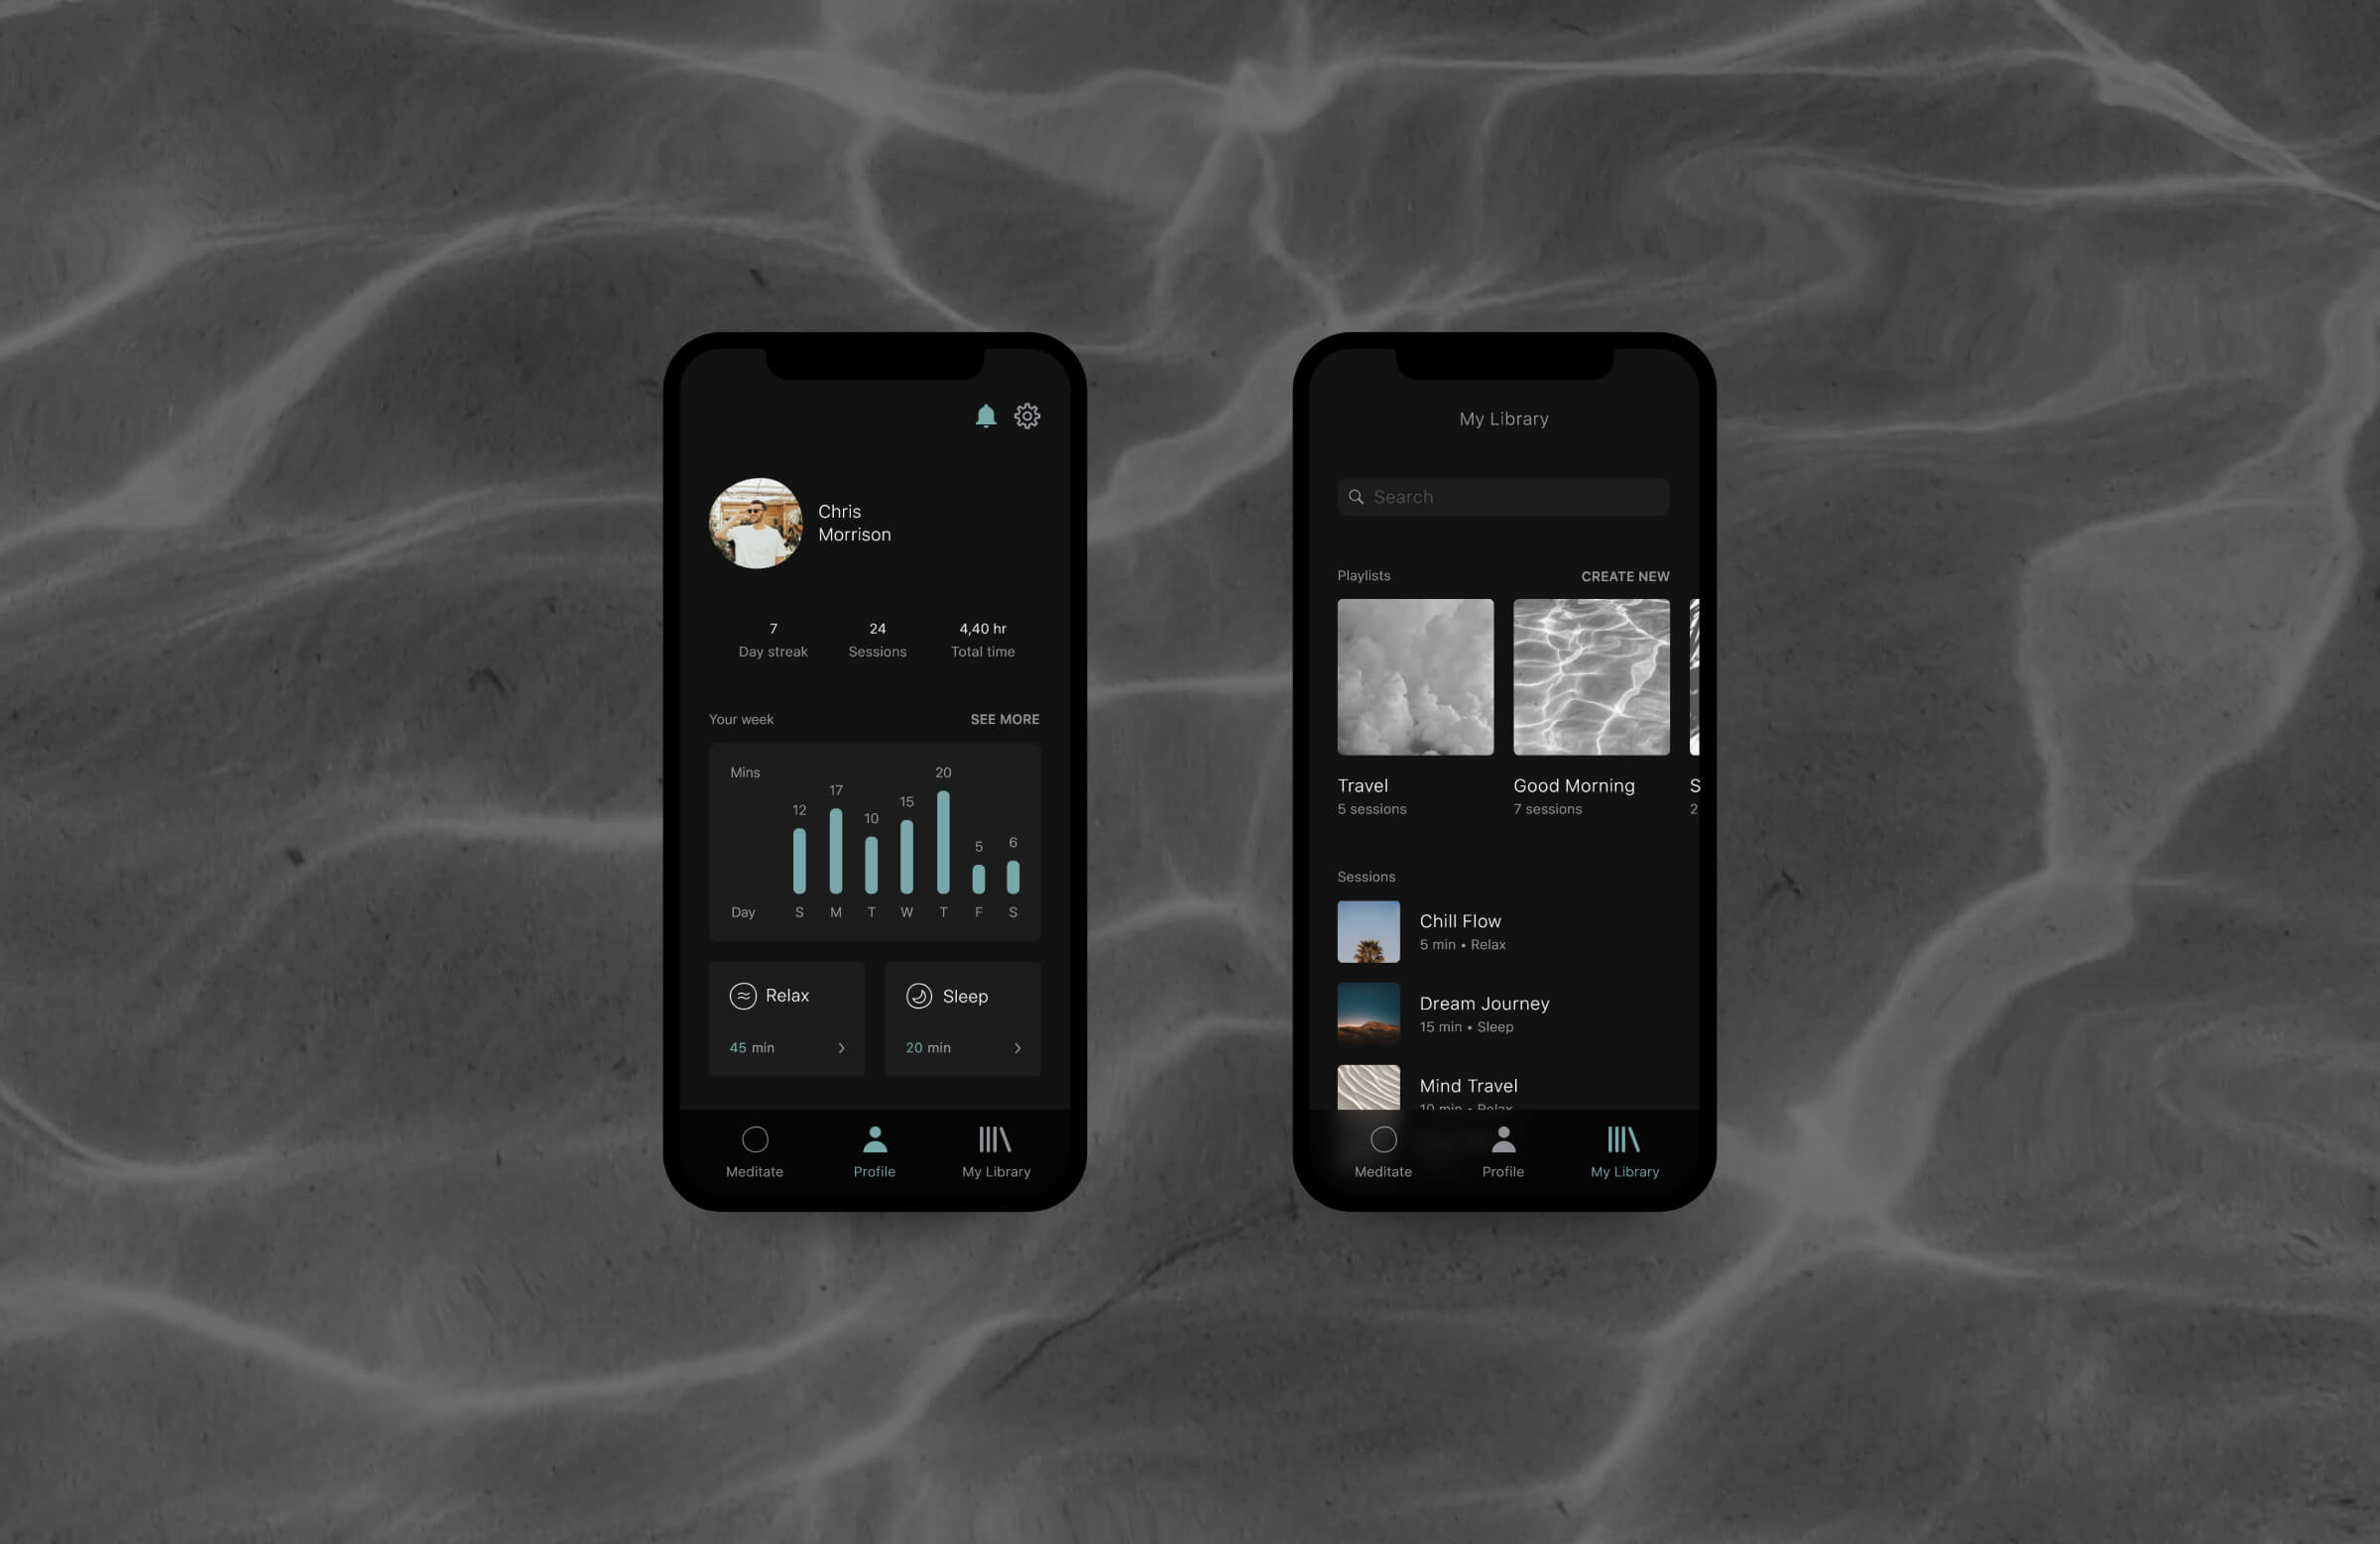 Chris
Morrison
7
24
4,40 hr
Day streak
Sessions
Total time
Your week
SEE MORE
Mins
12
17
10
15
20
5
6
Day
S
M
T
W
T
F
S
Relax
Sleep
45 min
20 min
Meditate
Profile
My Library
My Library
Search
Playlists
CREATE NEW
Travel
5 sessions
Good Morning
7 sessions
S
2
Sessions
Chill Flow
5 min • Relax
Dream Journey
15 min • Sleep
Mind Travel
10 min • Relax
Meditate
Profile
My Library